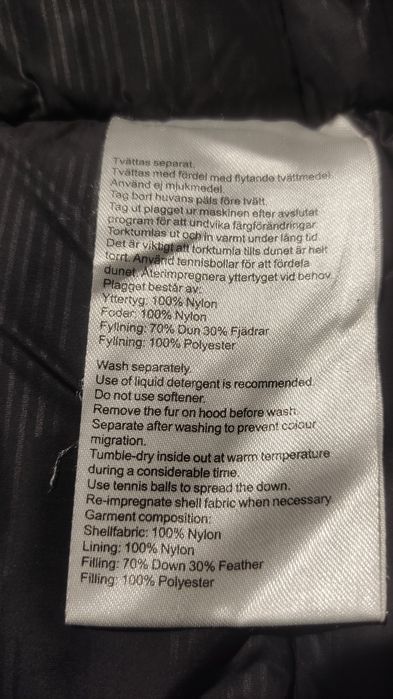 Tvättas separat.
Tvättas med fördel med flytande tvättmedel.
Använd ej mjukmedel.
Tag bort huvans päls före tvätt.
Tag ut plagget ur maskinen efter avslutat
program för att undvika färgförändringar.
Torktumlas ut och in varmt under lång tid.
Det är viktigt att torktumla tills dunet är helt
torrt. Använd tennisbollar för att fördela
dunet. Återimpregnera yttertyget vid behov.
Plagget består av:
Yttertyg: 100% Nylon
Foder: 100% Nylon
Fyllning: 70% Dun 30% Fjädrar
Fyllning: 100% Polyester
Wash separately.
Use of liquid detergent is recommended.
Do not use softener.
Remove the fur on hood before wash.
Separate after washing to prevent colour
migration.
Tumble-dry inside out at warm temperature
during a considerable time.
Use tennis balls to spread the down.
Re-impregnate shell fabric when necessary.
Garment composition:
Shellfabric: 100% Nylon
Lining: 100% Nylon
Filling: 70% Down 30% Feather
Filling: 100% Polyester